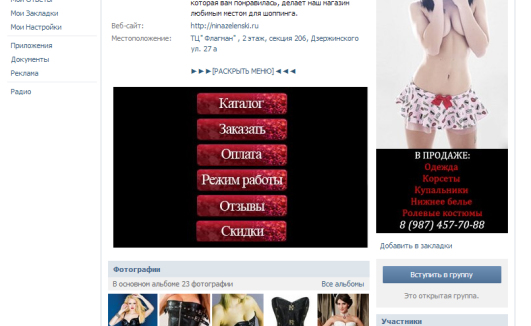 Мои Закладки
Мои Настройки
Приложения
Документы
Реклама
Радио
которая вам понравилась, делает наш магазин
любимым местом для шоппинга.
Веб-сайт: http://ninazelenski.ru
Местоположение: ТЦ" Флагман" , 2 этаж, секция 206, Дзержинского
ул. 27 а
►►►[РАСКРЫТЬ МЕНЮ]◄◄◄
Каталог
Заказать
Оплата
Режим работы
Отзывы
Скидки
Фотографии
В основном альбоме 23 фотографии Все альбомы
В ПРОДАЖЕ:
Одежда
Корсеты
Купальники
Нижнее белье
Ролевые костюмы
8 (987) 457-70-88
Добавить в закладки
Вступить в группу
Это открытая группа.
Участники